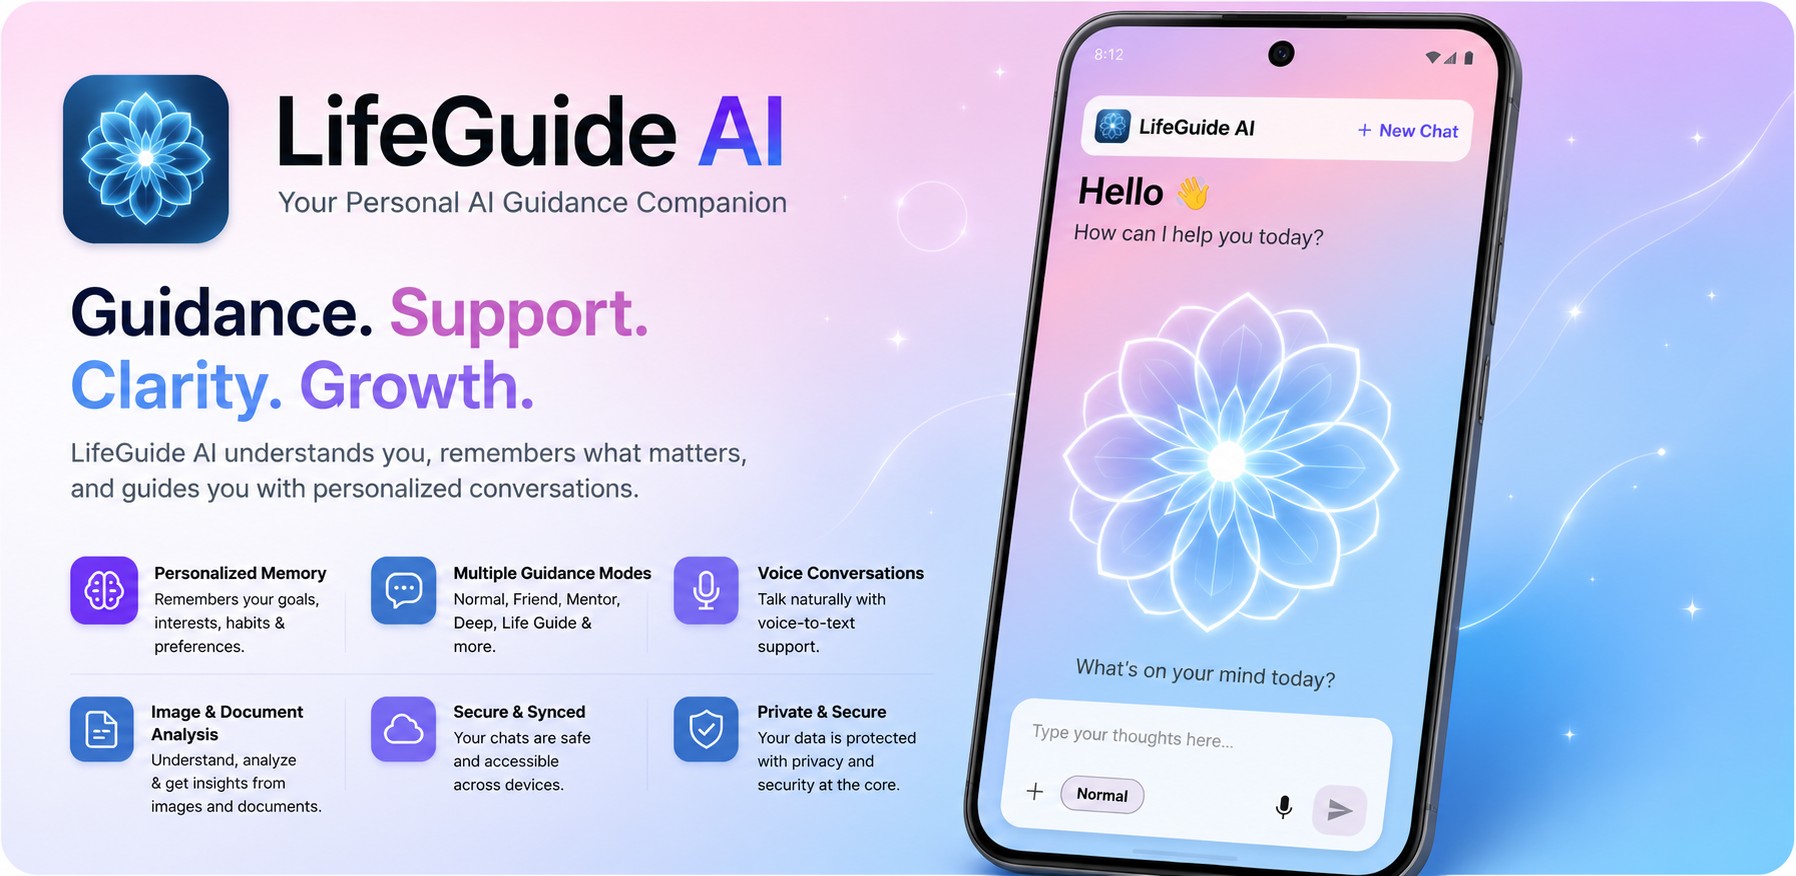 LifeGuide AI
Your Personal AI Guidance Companion
Guidance. Support.
Clarity. Growth.
LifeGuide AI understands you, remembers what matters,
and guides you with personalized conversations.
Personalized Memory
Remembers your goals,
interests, habits &
preferences.
Multiple Guidance Modes
Normal, Friend, Mentor,
Deep, Life Guide &
more.
Voice Conversations
Talk naturally with
voice-to-text
support.
Image & Document
Analysis
Understand, analyze
& get insights from
images and documents.
Secure & Synced
Your chats are safe
and accessible
across devices.
Private & Secure
Your data is protected
with privacy and
security at the core.
8:12
LifeGuide AI
+ New Chat
Hello 👋
How can I help you today?
What's on your mind today?
Type your thoughts here...
+ Normal